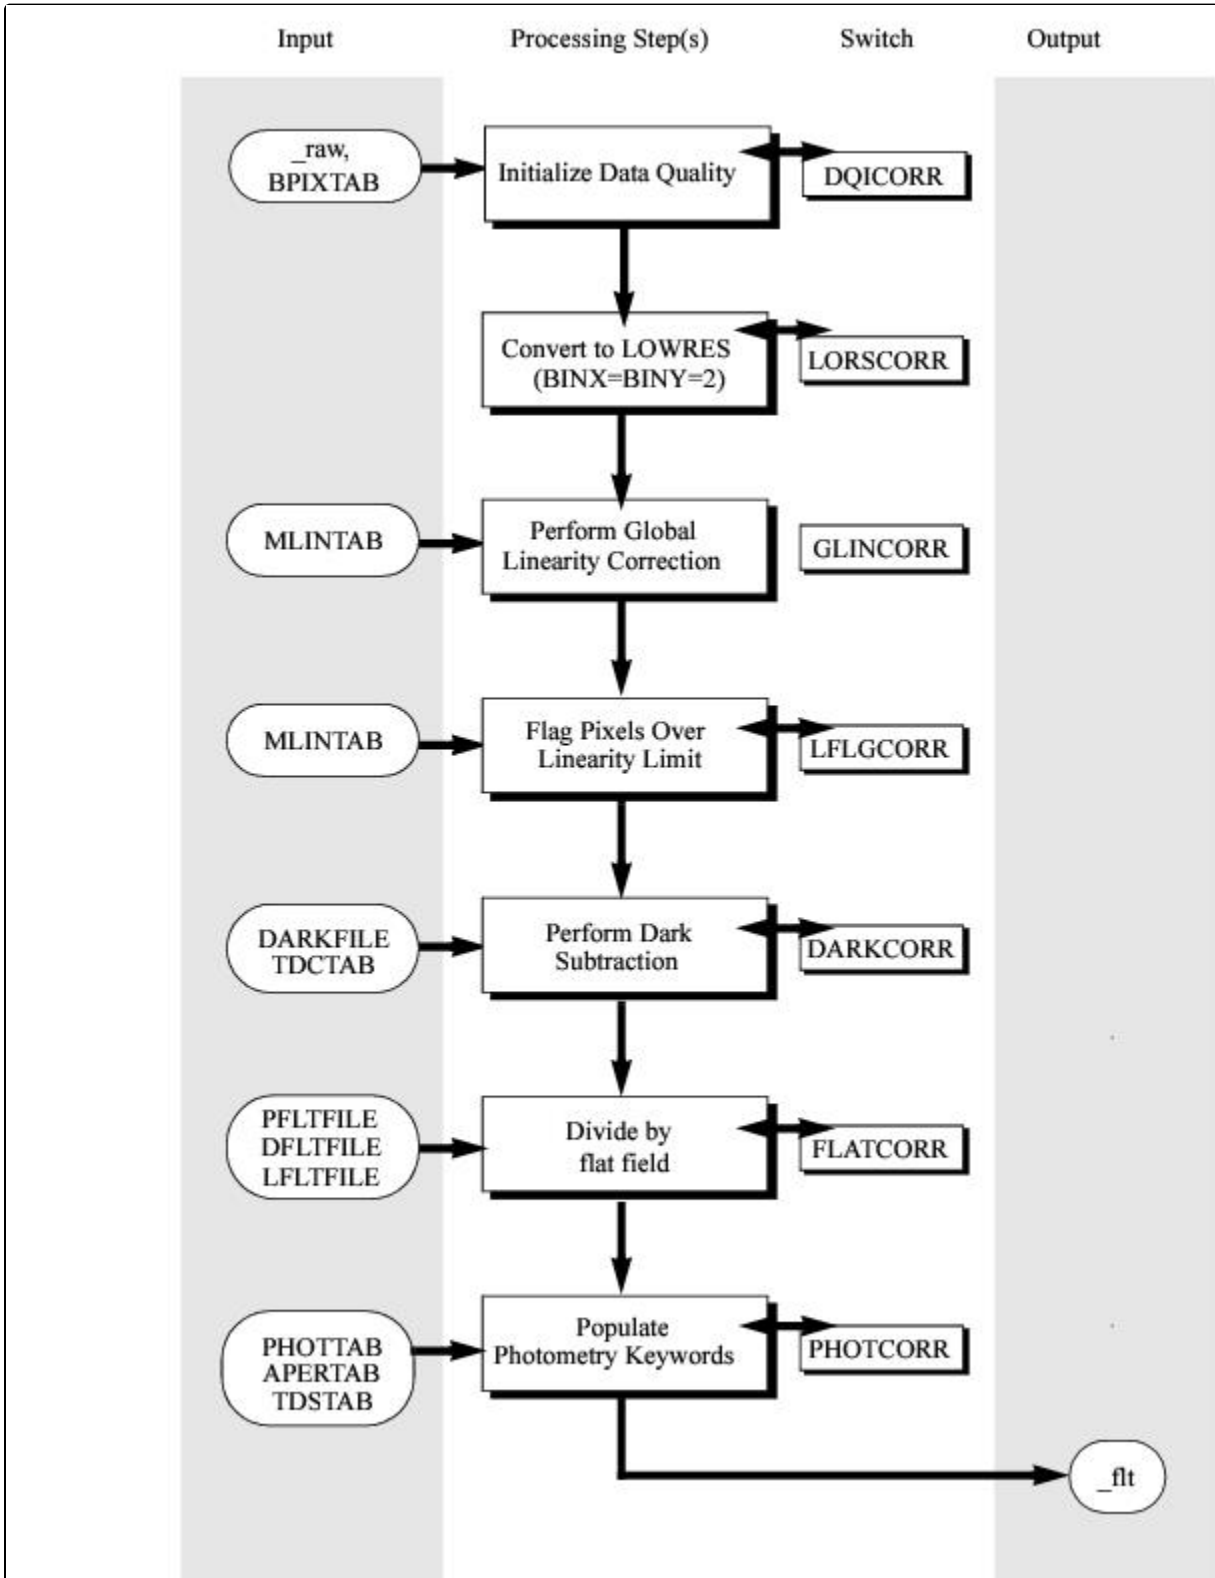 Input
Processing Step(s)
Switch
Output
_raw,
BPIXTAB
Initialize Data Quality
DQICORR
Convert to LOWRES
(BINX=BINY=2)
LORSCORR
MLINTAB
Perform Global
Linearity Correction
GLINCORR
MLINTAB
Flag Pixels Over
Linearity Limit
LFLGCORR
DARKFILE
TDCTAB
Perform Dark
Subtraction
DARKCORR
PFLTFILE
DFLTFILE
LFLTFILE
Divide by
flat field
FLATCORR
PHOTTAB
APERTAB
TDSTAB
Populate
Photometry Keywords
PHOTCORR
_flt